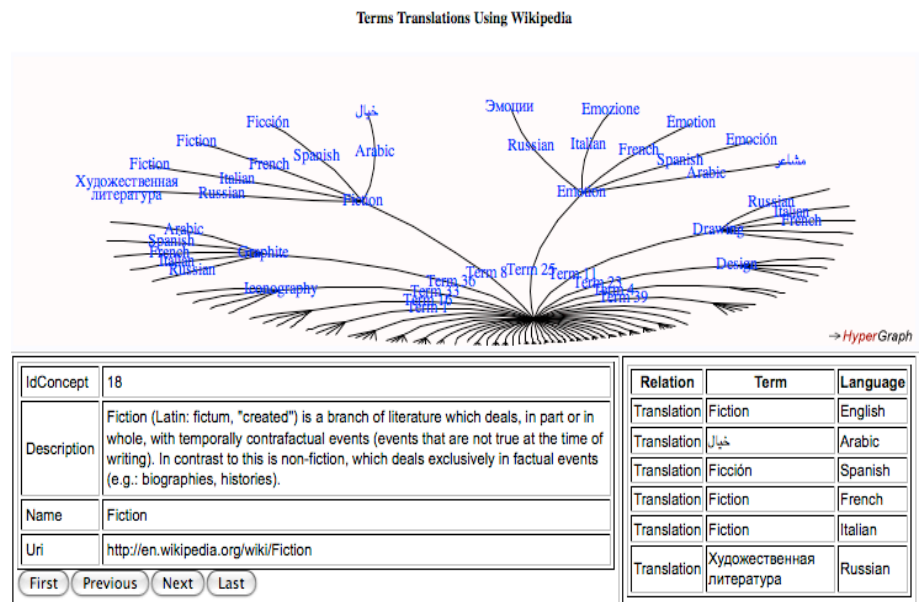 Terms Translations Using Wikipedia
Эмоции
Emozione
Emotion
Emoción
مشاعر
Russian
Italian
French
Spanish
Arabic
Emotion
خيال
Ficción
Fiction
Fiction
Художественная
литература
Arabic
Spanish
French
Italian
Russian
Fiction
Arabic
Spanish
French
Italian
Russian
Graphite
Iconography
Russian
Italian
French
Drawing
Design
Term 8
Term 25
Term 11
Term 36
Term 23
Term 33
Term 4
Term 39
Term 16
Term 1
HyperGraph
IdConcept 18
Description
Fiction (Latin: fictum, "created") is a branch of literature which deals, in part or in
whole, with temporally contrafactual events (events that are not true at the time of
writing). In contrast to this is non-fiction, which deals exclusively in factual events
(e.g.: biographies, histories).
Name Fiction
Uri http://en.wikipedia.org/wiki/Fiction
First Previous Next Last
Relation Term Language
Translation Fiction English
Translation خيال Arabic
Translation Ficción Spanish
Translation Fiction French
Translation Fiction Italian
Translation Художественная
литература Russian